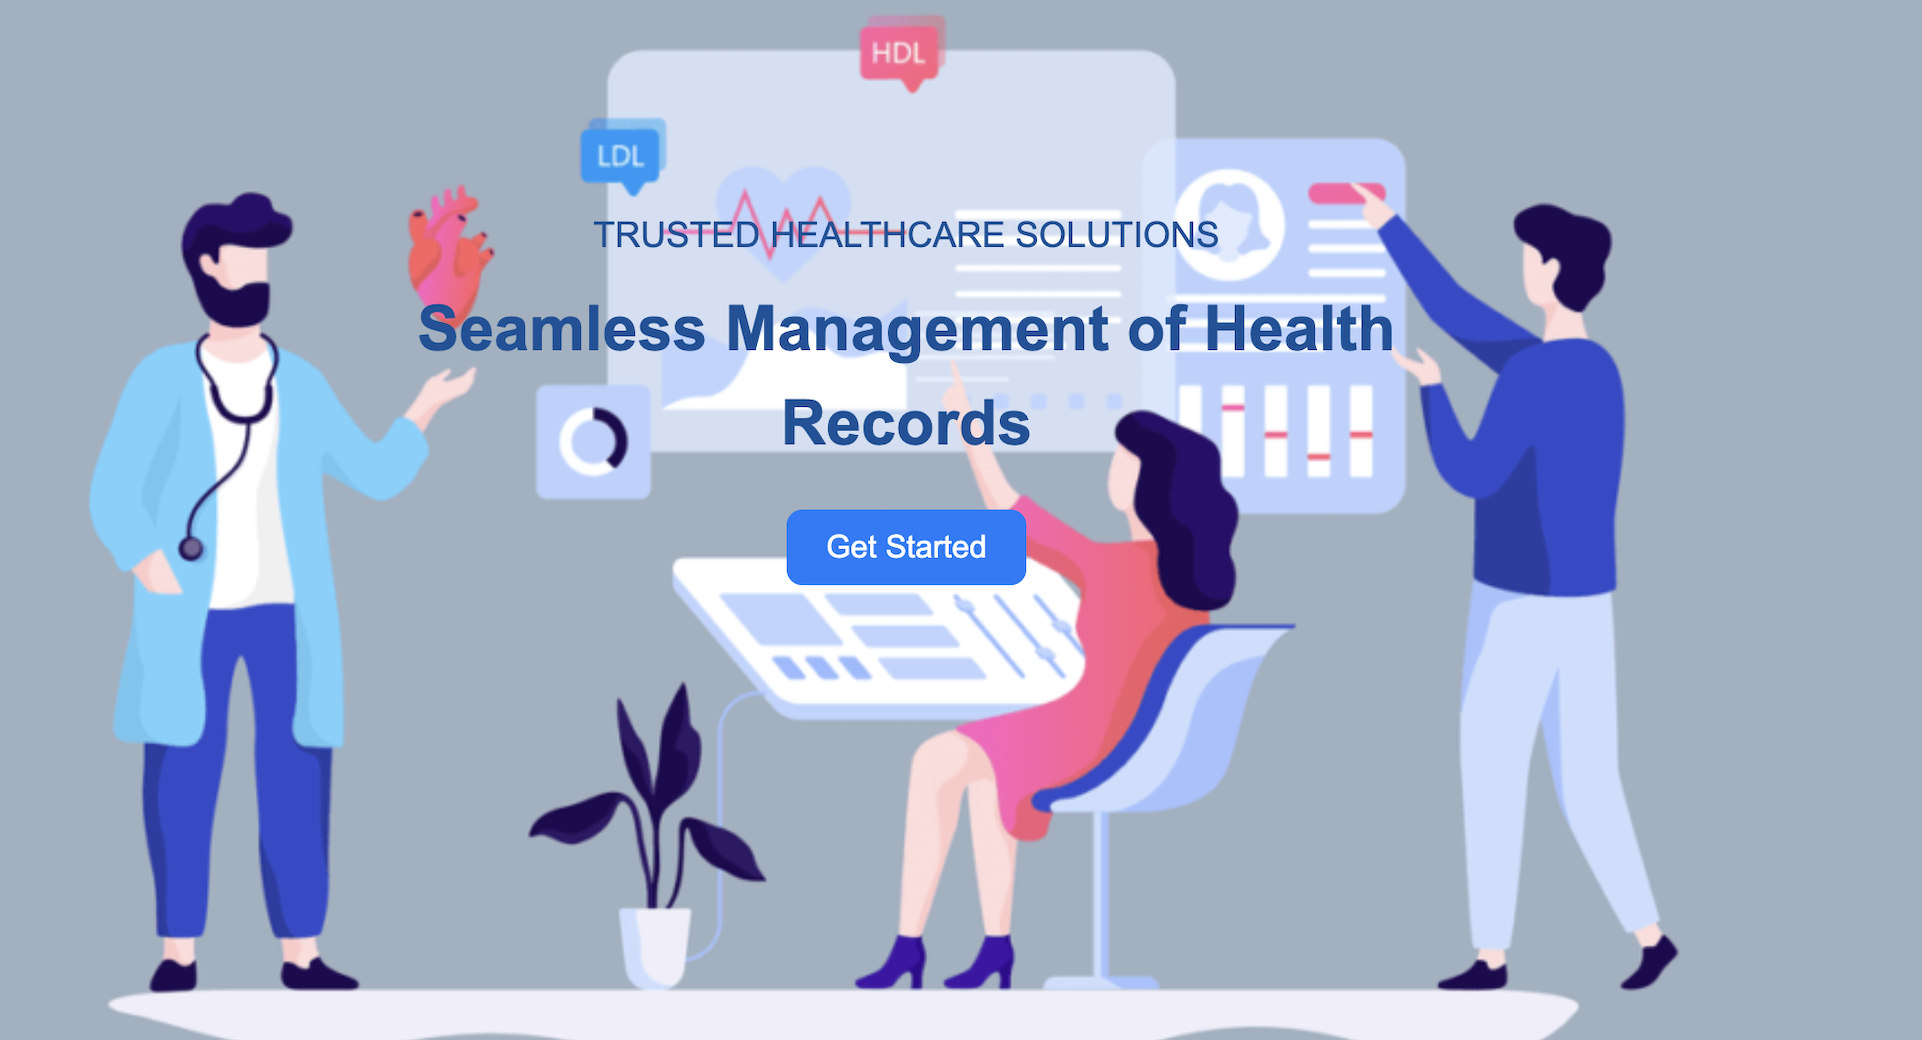 HDL
LDL
TRUSTED HEALTHCARE SOLUTIONS
Seamless Management of Health
Records
Get Started